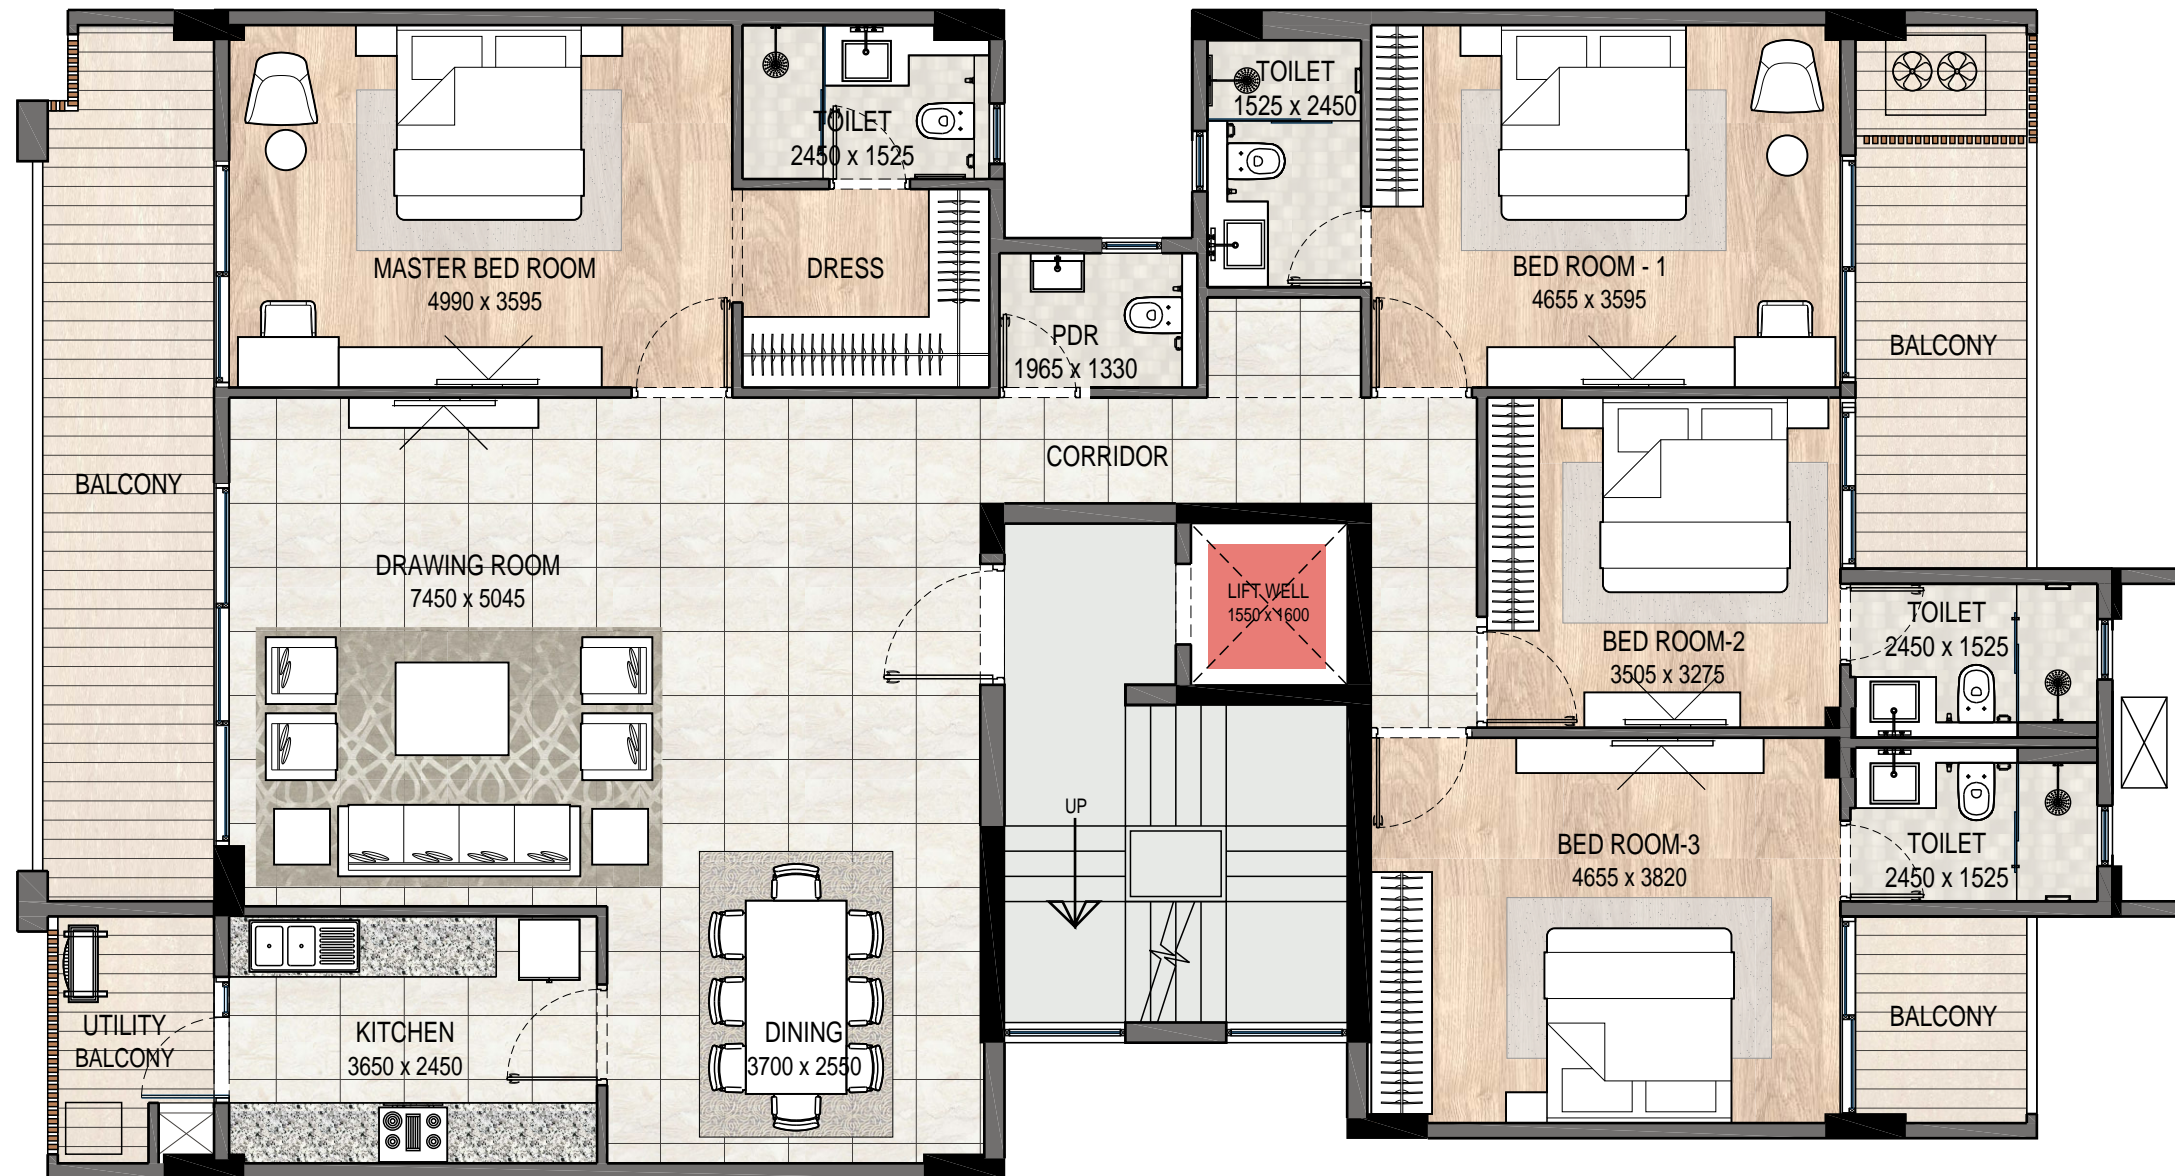 TOILET
2450 x 1525
TOILET
1525 x 2450
MASTER BED ROOM
4990 x 3595
DRESS
BED ROOM - 1
4655 x 3595
PDR
1965 x 1330
BALCONY
BALCONY
CORRIDOR
DRAWING ROOM
7450 x 5045
LIFT WELL
1550 x 1600
BED ROOM-2
3505 x 3275
TOILET
2450 x 1525
UP
BED ROOM-3
4655 x 3820
TOILET
2450 x 1525
UTILITY
BALCONY
KITCHEN
3650 x 2450
DINING
3700 x 2550
BALCONY